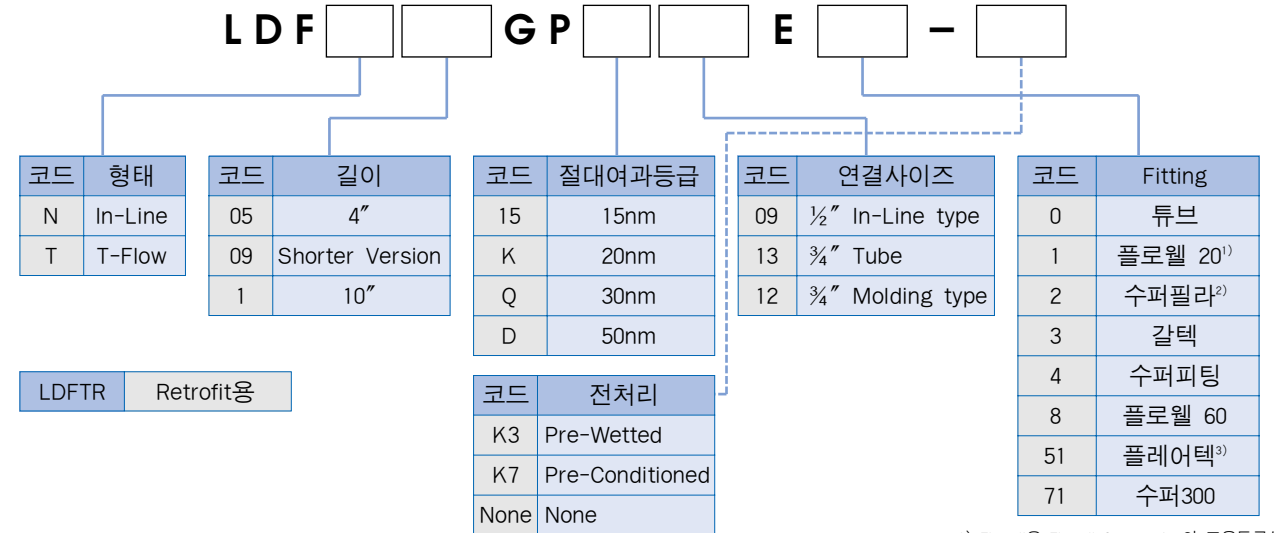 LDF GP E –
코드 형태
N In-Line
T T-Flow
코드 길이
05 4″
09 Shorter Version
1 10″
코드 절대여과등급
15 15nm
K 20nm
Q 30nm
D 50nm
코드 연결사이즈
09 ½″ In-Line type
13 ¾″ Tube
12 ¾″ Molding type
코드 Fitting
0 튜브
1 플로웰 20¹⁾
2 수퍼필라²⁾
3 갈텍
4 수퍼피팅
8 플로웰 60
51 플레어텍³⁾
71 수퍼300
LDFTR Retrofit용
코드 전처리
K3 Pre-Wetted
K7 Pre-Conditioned
None None